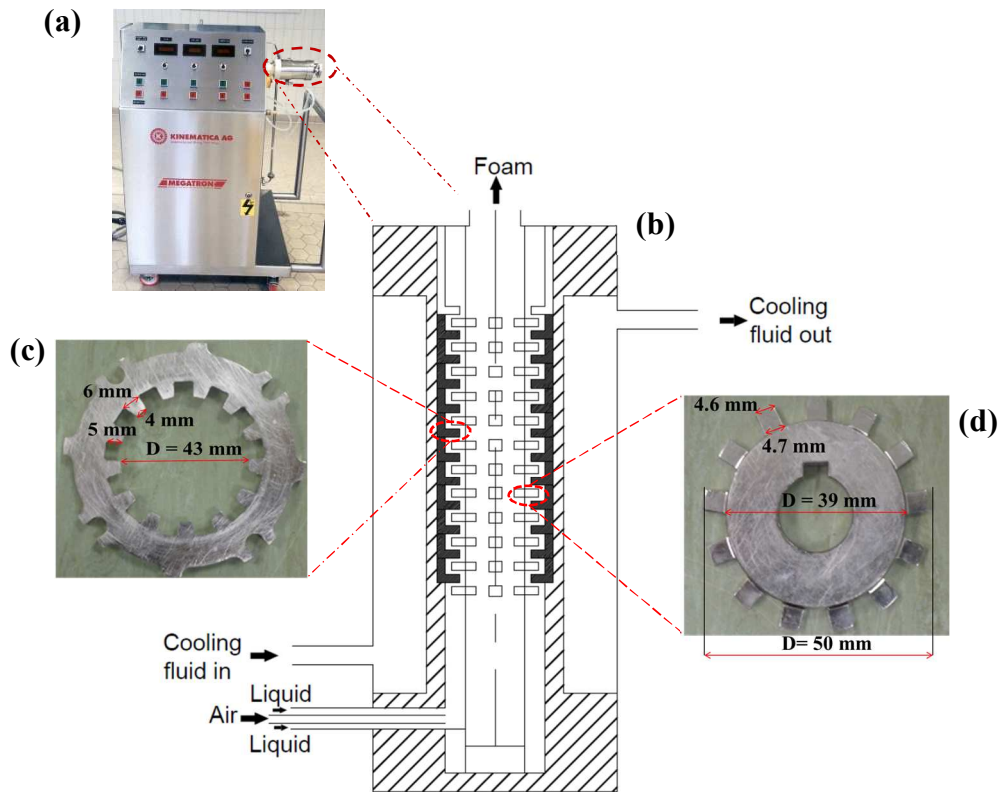 (a)
KINEMATICA AG
MEGATRON
Foam
(b)
Cooling
fluid out
(c)
6 mm
4 mm
5 mm
D = 43 mm
4.6 mm
(d)
4.7 mm
D = 39 mm
D= 50 mm
Cooling
fluid in
Liquid
Air
Liquid